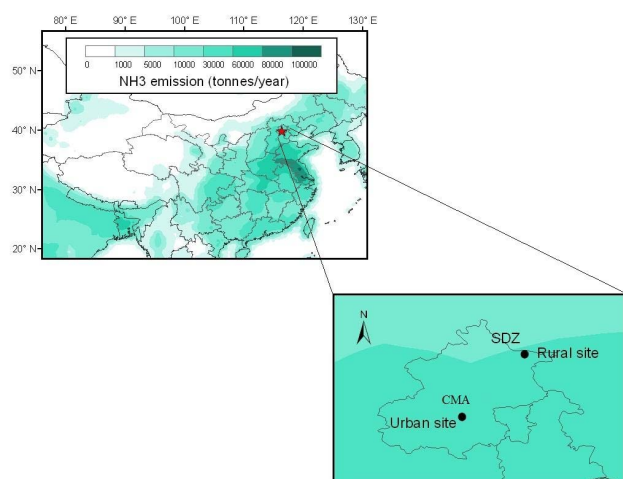 80° E 90° E 100° E 110° E 120° E 130° E
0 1000 5000 10000 30000 60000 80000 100000
NH3 emission (tonnes/year)
50° N
40° N
30° N
20° N
N
SDZ
Rural site
CMA
Urban site